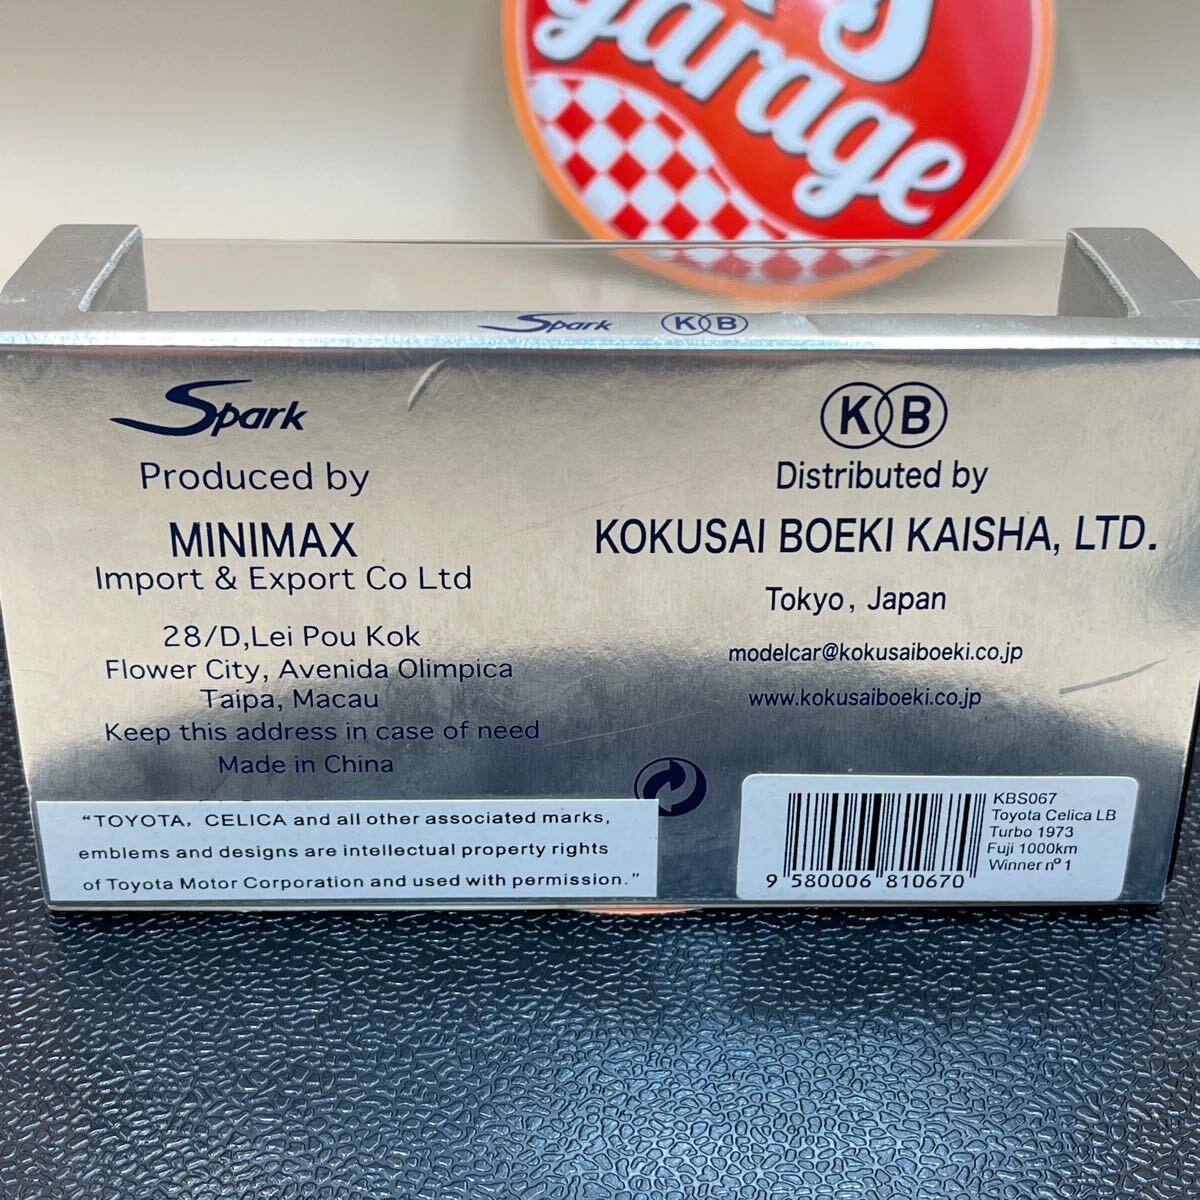 garage
Spark KB
Spark
Produced by
MINIMAX
Import & Export Co Ltd
28/D,Lei Pou Kok
Flower City, Avenida Olimpica
Taipa, Macau
Keep this address in case of need
Made in China
"TOYOTA, CELICA and all other associated marks,
emblems and designs are intellectual property rights
of Toyota Motor Corporation and used with permission."
KB
Distributed by
KOKUSAI BOEKI KAISHA, LTD.
Tokyo, Japan
modelcar@kokusaiboeki.co.jp
www.kokusaiboeki.co.jp
KBS067
Toyota Celica LB
Turbo 1973
Fuji 1000km
Winner nº1
9 580006 810670